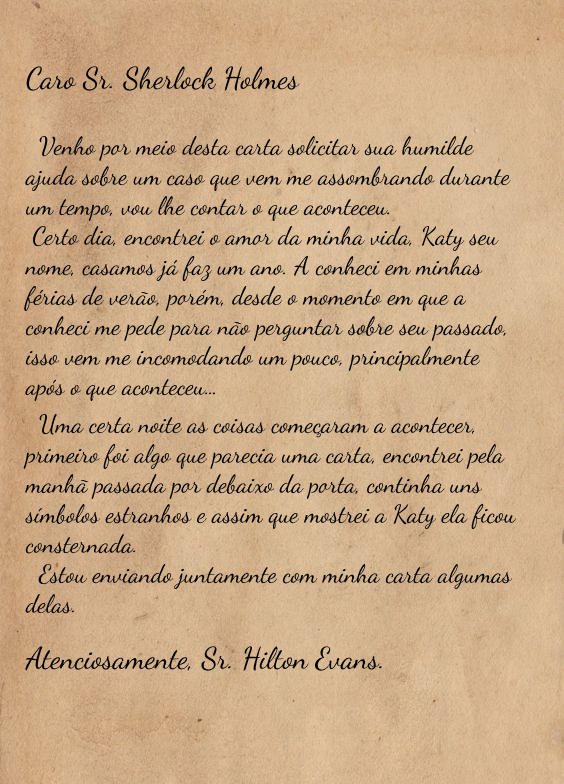 Caro Sr. Sherlock Holmes
Venho por meio desta carta solicitar sua humilde
ajuda sobre um caso que vem me assombrando durante
um tempo, vou lhe contar o que aconteceu.
Certo dia, encontrei o amor da minha vida, Katy seu
nome, casamos já faz um ano. A conheci em minhas
férias de verão, porém, desde o momento em que a
conheci me pede para não perguntar sobre seu passado,
isso vem me incomodando um pouco, principalmente
após o que aconteceu...
Uma certa noite as coisas começaram a acontecer,
primeiro foi algo que parecia uma carta, encontrei pela
manhã passada por debaixo da porta, continha uns
símbolos estranhos e assim que mostrei a Katy ela ficou
consternada.
Estou enviando juntamente com minha carta algumas
delas.
Atenciosamente, Sr. Hilton Evans.